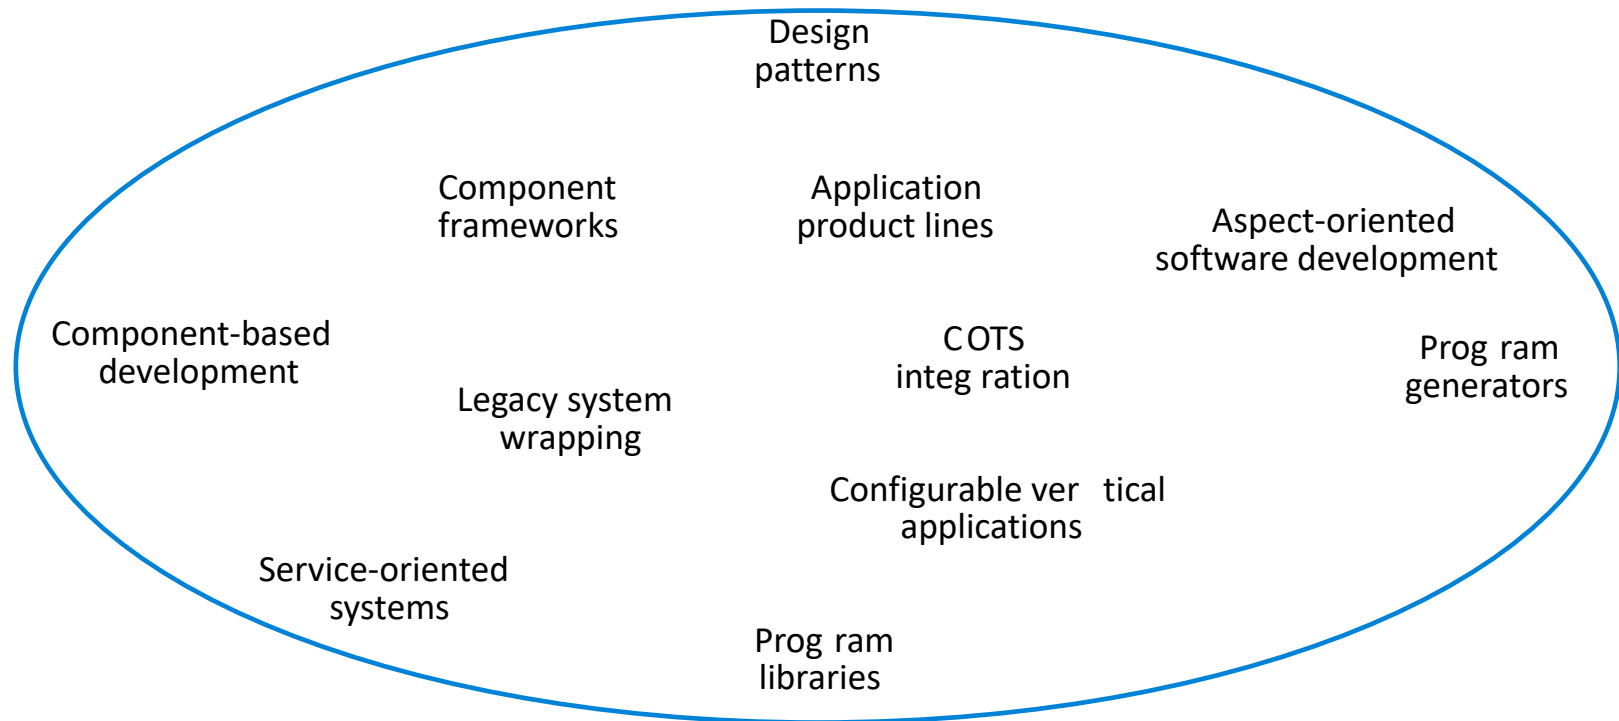 Design
patterns
Component
frameworks
Application
product lines
Aspect-oriented
software development
Component-based
development
COTS
integ ration
Prog ram
generators
Legacy system
wrapping
Configurable ver tical
applications
Service-oriented
systems
Prog ram
libraries